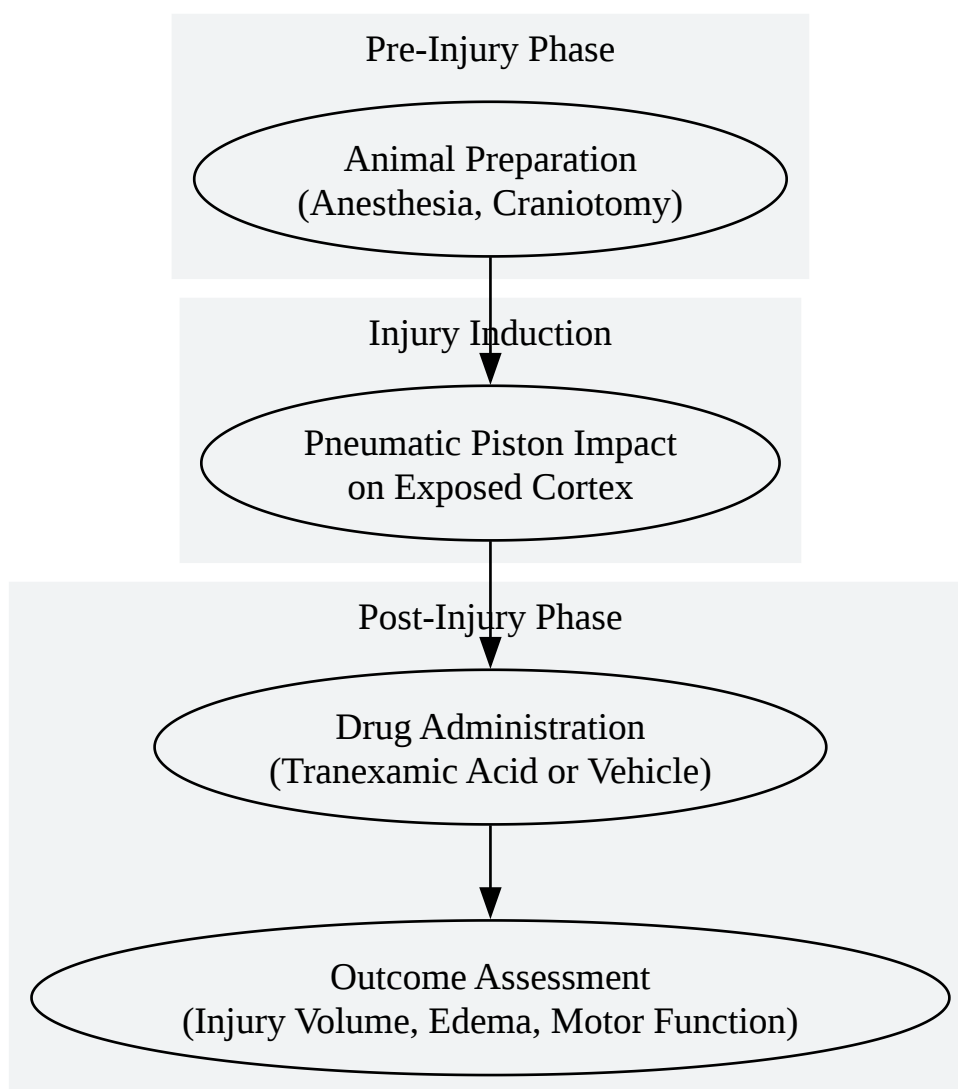 Pre-Injury Phase
Animal Preparation
(Anesthesia, Craniotomy)
Injury Induction
Pneumatic Piston Impact
on Exposed Cortex
Post-Injury Phase
Drug Administration
(Tranexamic Acid or Vehicle)
Outcome Assessment
(Injury Volume, Edema, Motor Function)